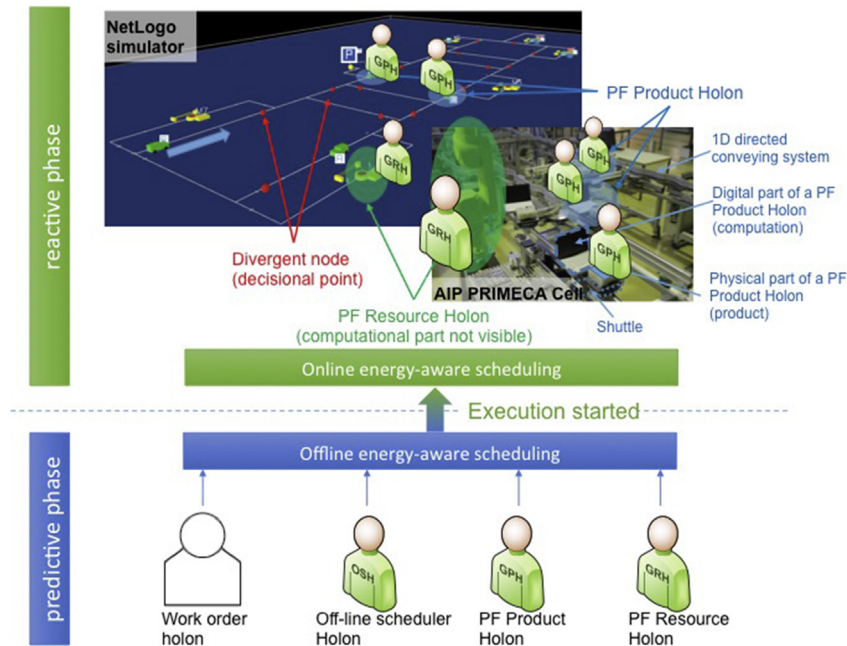 NetLogo
simulator
P
GPH
GPH
PF Product Holon
R
GRH
GPH
GPH
1D directed
conveying system
Digital part of a PF
Product Holon
(computation)
GRH
GPH
Divergent node
(decisional point)
AIP PRIMECA Cell
Physical part of a PF
Product Holon
(product)
PF Resource Holon
(computational part not visible)
Shuttle
reactive phase
Online energy-aware scheduling
Execution started
predictive phase
Offline energy-aware scheduling
OSH
GPH
GRH
Work order
holon
Off-line scheduler
Holon
PF Product
Holon
PF Resource
Holon